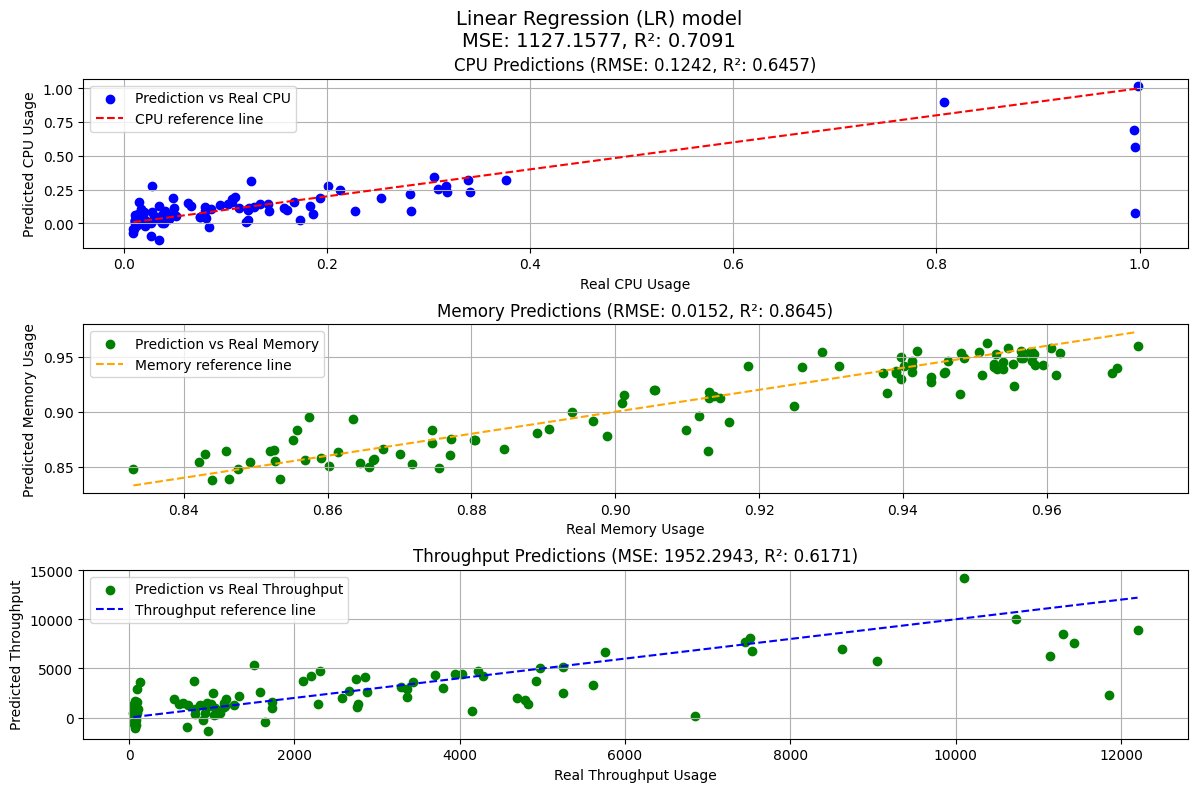 Linear Regression (LR) model
MSE: 1127.1577, R²: 0.7091
CPU Predictions (RMSE: 0.1242, R²: 0.6457)
Predicted CPU Usage
1.00
0.75
0.50
0.25
0.00
Prediction vs Real CPU
CPU reference line
0.0 0.2 0.4 0.6 0.8 1.0
Real CPU Usage
Memory Predictions (RMSE: 0.0152, R²: 0.8645)
Predicted Memory Usage
0.95
0.90
0.85
Prediction vs Real Memory
Memory reference line
0.84 0.86 0.88 0.90 0.92 0.94 0.96
Real Memory Usage
Throughput Predictions (MSE: 1952.2943, R²: 0.6171)
Predicted Throughput
15000
10000
5000
0
Prediction vs Real Throughput
Throughput reference line
0 2000 4000 6000 8000 10000 12000
Real Throughput Usage